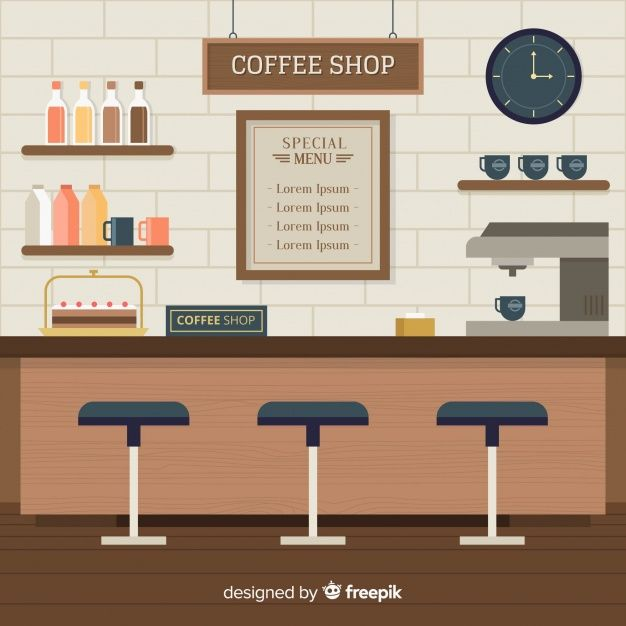 COFFEE SHOP
SPECIAL
MENU
- Lorem Ipsum -
- Lorem Ipsum -
- Lorem Ipsum -
- Lorem Ipsum -
COFFEE SHOP
designed by freepik